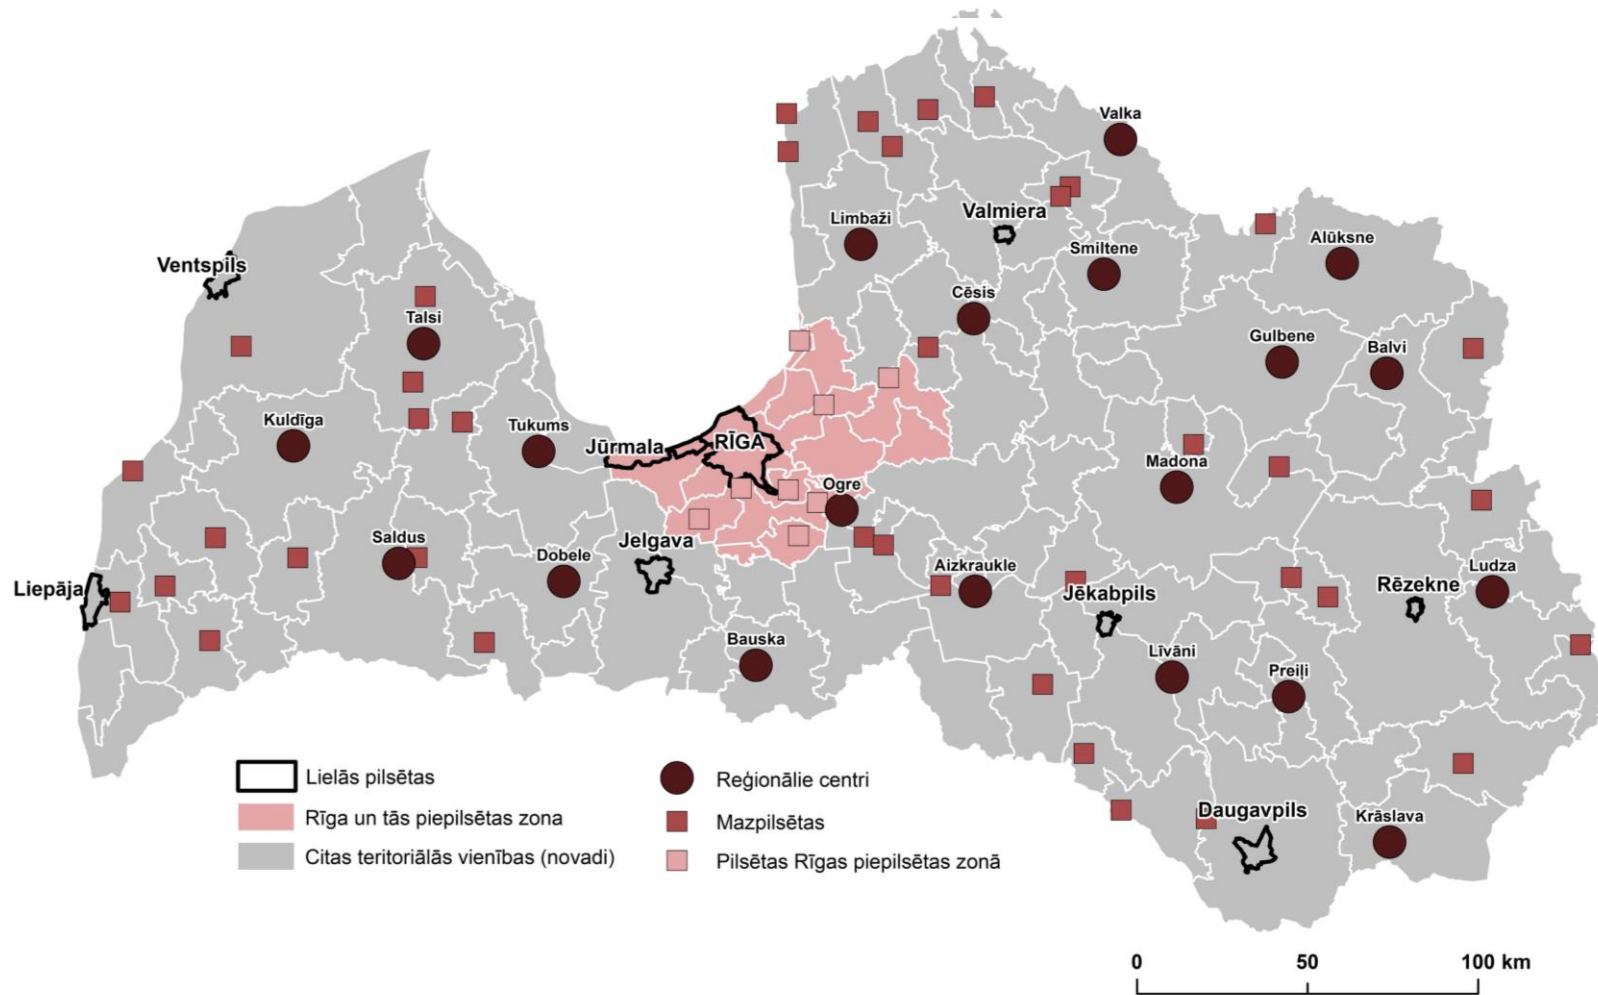 Valka
Limbaži
Valmiera
Smiltene
Alūksne
Ventspils
Cēsis
Talsi
Gulbene
Balvi
Kuldīga
Tukums
Jūrmala
RĪGA
Madona
Ogre
Saldus
Dobele
Jelgava
Aizkraukle
Ludza
Liepāja
Jēkabpils
Rēzekne
Bauska
Līvāni
Preiļi
Daugavpils
Krāslava
Lielās pilsētas
Rīga un tās piepilsētas zona
Citas teritoriālās vienības (novadi)
Reģionālie centri
Mazpilsētas
Pilsētas Rīgas piepilsētas zonā
0 50 100 km